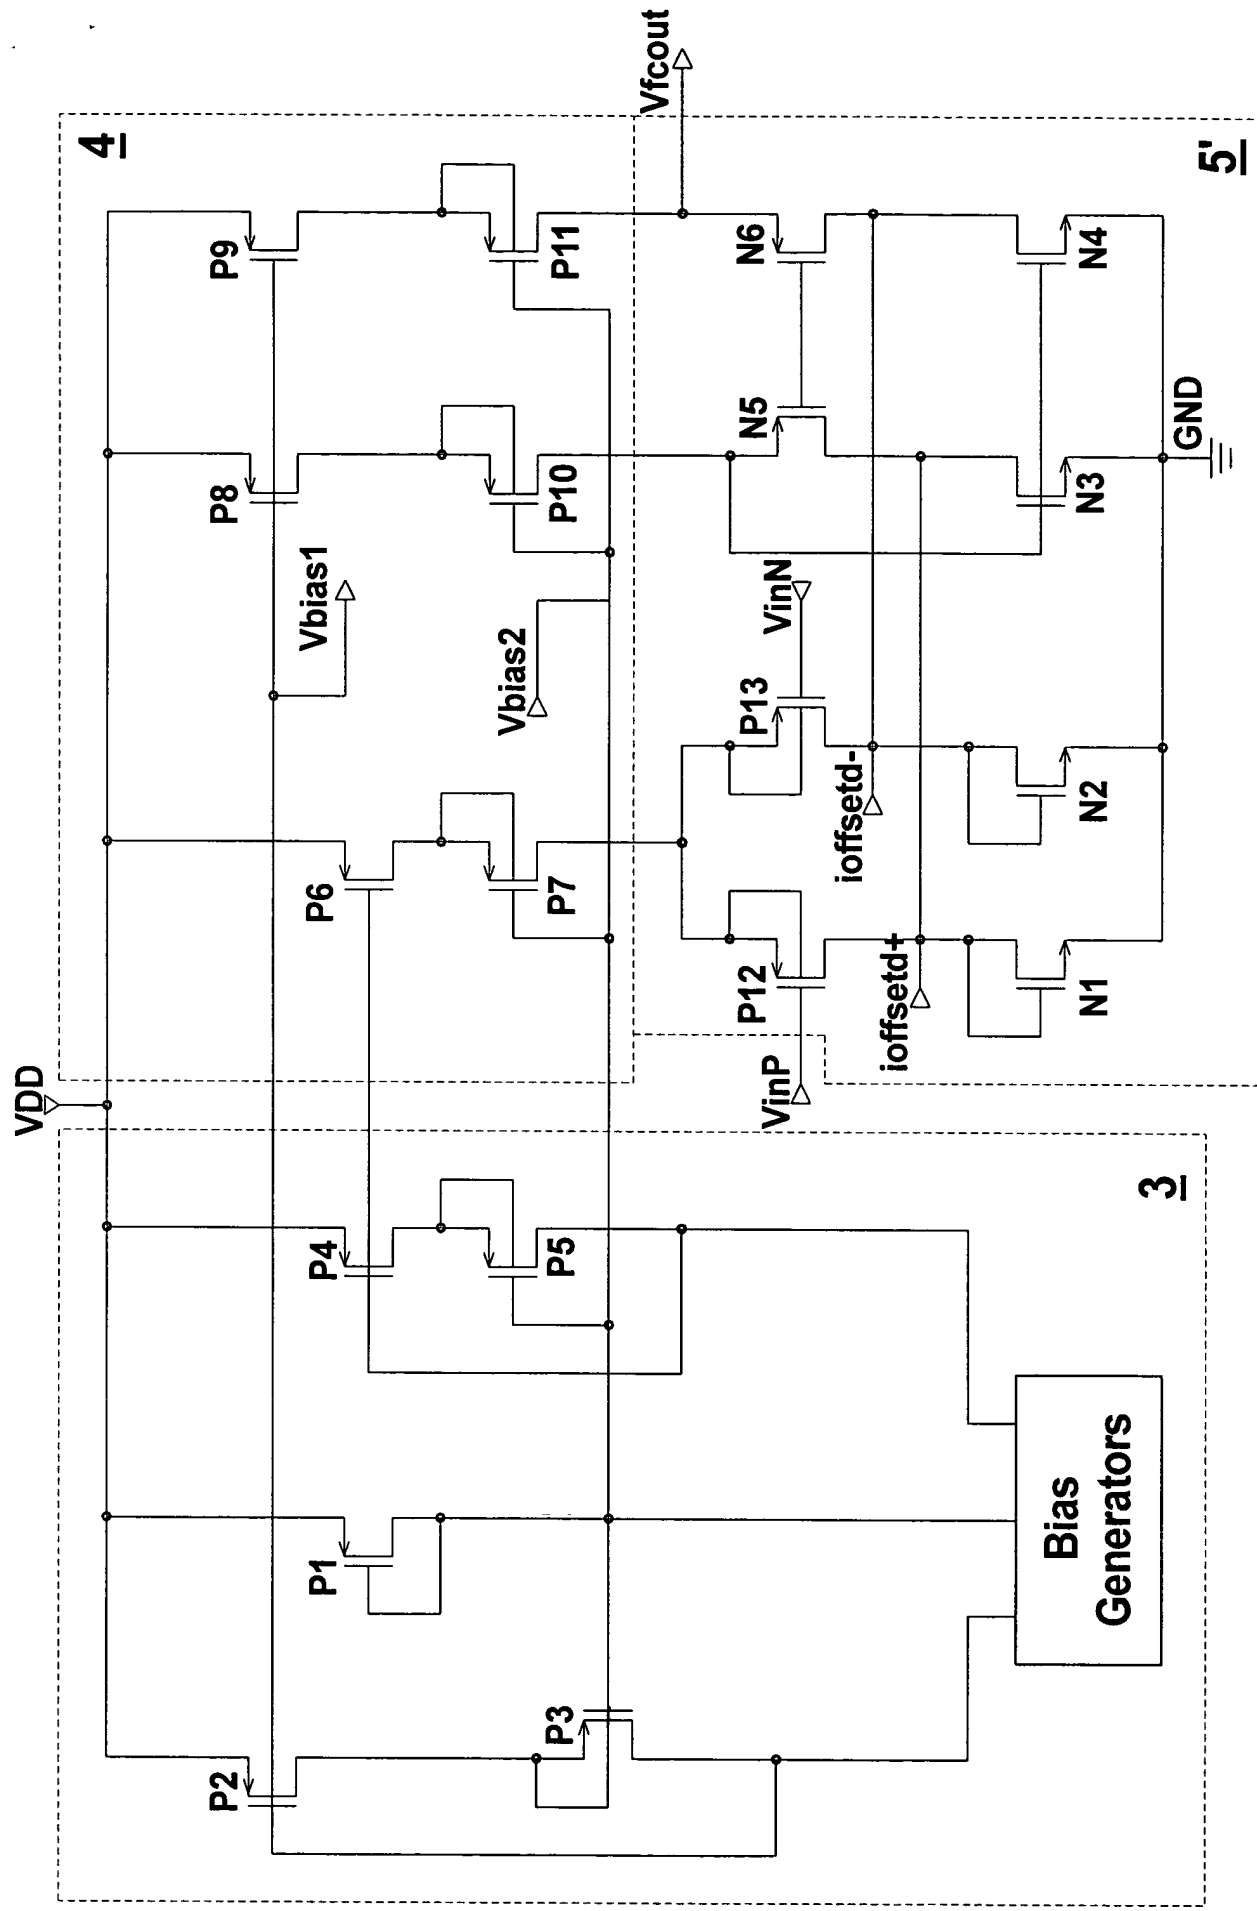 VDD
4
P9
P8
Vbias1
P6
P11
P10
Vbias2
P7
Vfcout
5'
N6
N5
VinN
P13
P12
VinP
ioffsetd-
ioffsetd+
N4
N3
N2
N1
GND
3
P4
P5
P1
P2
P3
Bias
Generators